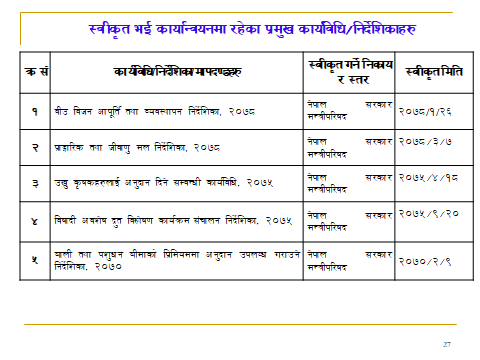 स्वीकृत भई कार्यान्वयनमा रहेका प्रमुख कार्यविधि/निर्देशिकाहरु
क्र सं
कार्यविधि/निर्देशिका/मापदण्डहरु
स्वीकृत गर्ने निकाय
र स्तर
स्वीकृत मिति
१
बीउ बिजन आपूर्ति तथा व्यवस्थापन निर्देशिका, २०७८
नेपाल सरकार
मन्त्रीपरिषद
२०७८/१/२६
२
प्राङ्गारिक तथा जीवाणु मल निर्देशिका, २०७८
नेपाल सरकार
मन्त्रीपरिषद
२०७८/३/७
३
उखु कृषकहरुलाई अनुदान दिने सम्वन्धी कार्यविधि, २०७५
नेपाल सरकार
मन्त्रीपरिषद
२०७५/४/१८
४
विषादी अवशेष द्रुत विश्लेषण कार्यक्रम संचालन निर्देशिका, २०७५
नेपाल सरकार
मन्त्रीपरिषद
२०७५/९/२०
५
बाली तथा पशुधन बीमाको प्रिमियममा अनुदान उपलब्ध गराउने
निर्देशिका, २०७०
नेपाल सरकार
मन्त्रीपरिषद
२०७०/२/९
27